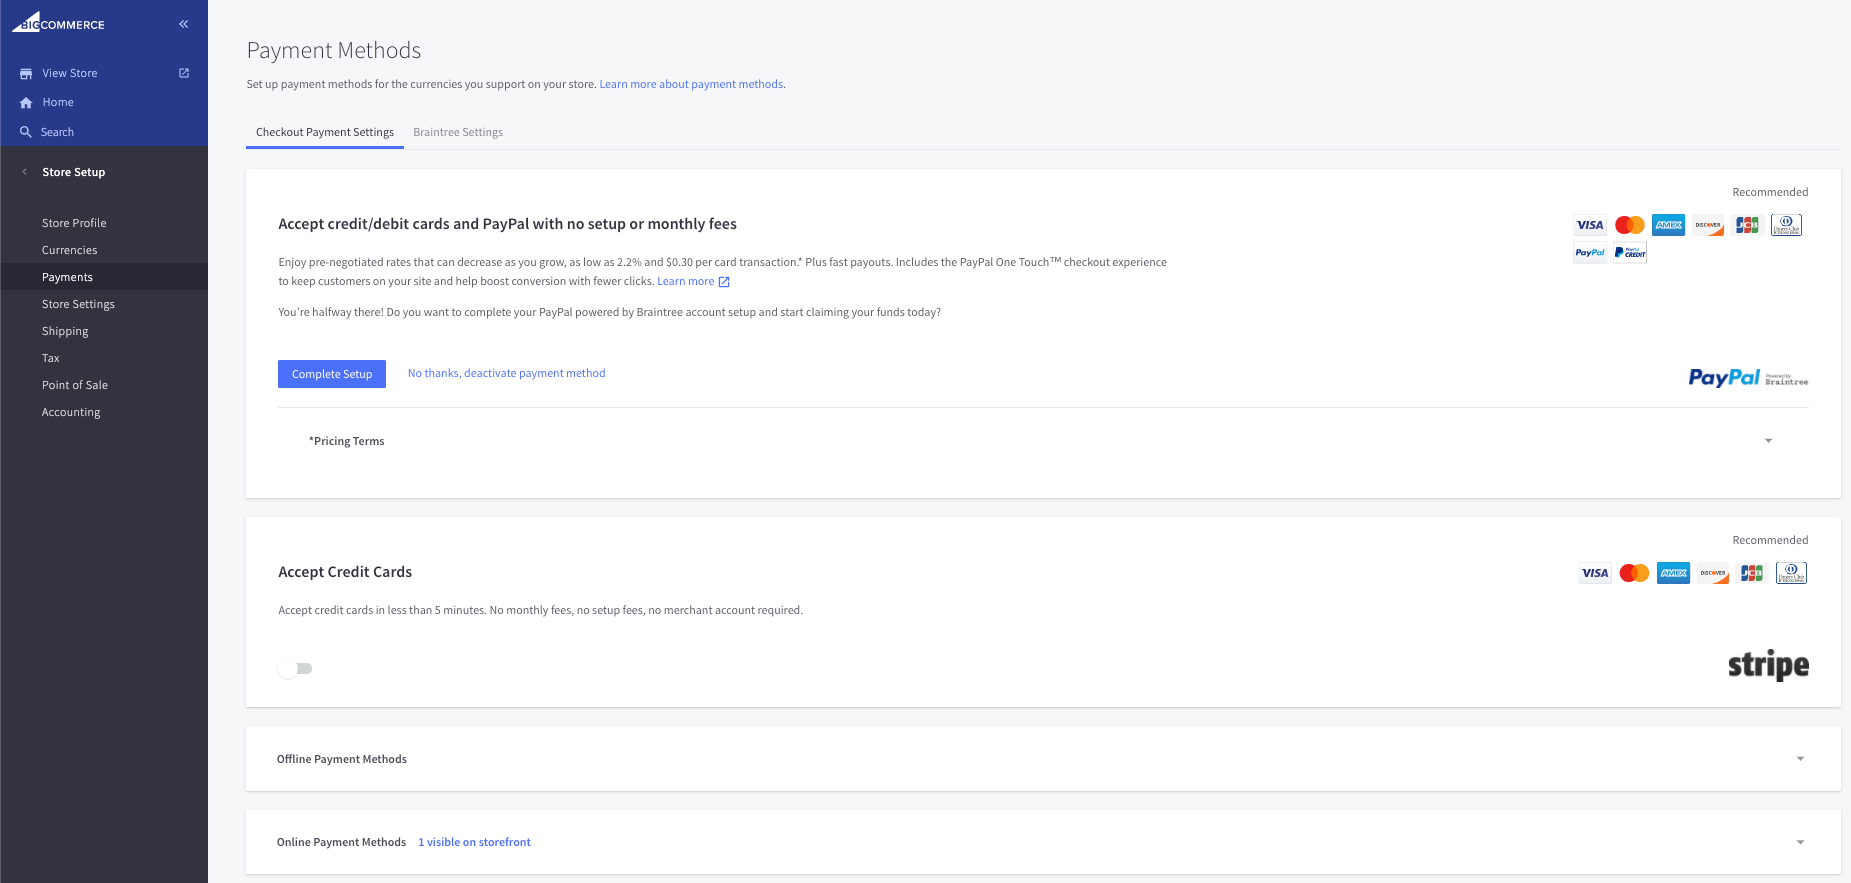 BIGCOMMERCE
View Store
Home
Search
Store Setup
Store Profile
Currencies
Payments
Store Settings
Shipping
Tax
Point of Sale
Accounting
Payment Methods
Set up payment methods for the currencies you support on your store. Learn more about payment methods.
Checkout Payment Settings Braintree Settings
Recommended
Accept credit/debit cards and PayPal with no setup or monthly fees
VISA AMEX DISCOVER JCB Diners Club INTERNATIONAL
PayPal PayPal CREDIT
Enjoy pre-negotiated rates that can decrease as you grow, as low as 2.2% and $0.30 per card transaction.* Plus fast payouts. Includes the PayPal One Touch™ checkout experience
to keep customers on your site and help boost conversion with fewer clicks. Learn more
You're halfway there! Do you want to complete your PayPal powered by Braintree account setup and start claiming your funds today?
Complete Setup No thanks, deactivate payment method
PayPal Powered by Braintree
*Pricing Terms
Recommended
Accept Credit Cards
VISA AMEX DISCOVER JCB Diners Club INTERNATIONAL
Accept credit cards in less than 5 minutes. No monthly fees, no setup fees, no merchant account required.
stripe
Offline Payment Methods
Online Payment Methods 1 visible on storefront